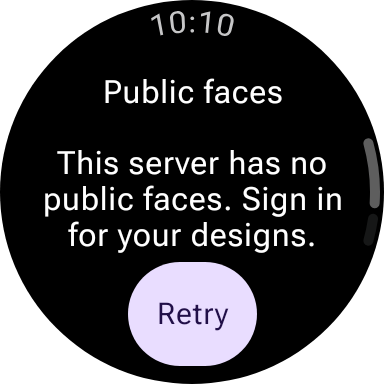 10:10
Public faces
This server has no
public faces. Sign in
for your designs.
Retry